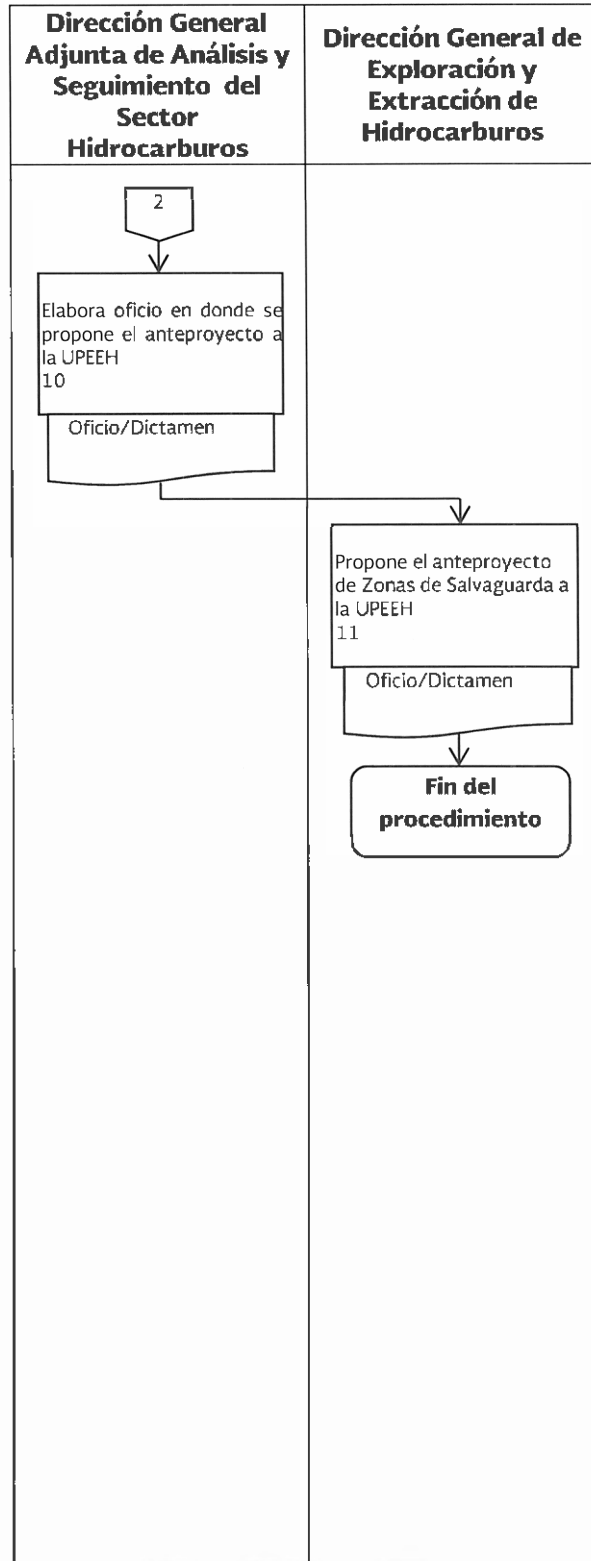 Dirección General
Adjunta de Análisis y
Seguimiento del
Sector
Hidrocarburos
Dirección General de
Exploración y
Extracción de
Hidrocarburos
2
Elabora oficio en donde se
propone el anteproyecto a
la UPEEH
10
Oficio/Dictamen
Propone el anteproyecto
de Zonas de Salvaguarda a
la UPEEH
11
Oficio/Dictamen
Fin del
procedimiento